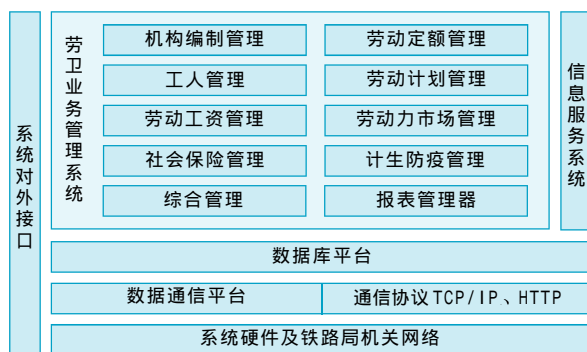 系统对外接口
劳卫业务管理系统
机构编制管理
劳动定额管理
工人管理
劳动计划管理
劳动工资管理
劳动力市场管理
社会保险管理
计生防疫管理
综合管理
报表管理器
信息服务系统
数据库平台
数据通信平台
通信协议 TCP/IP、HTTP
系统硬件及铁路局机关网络